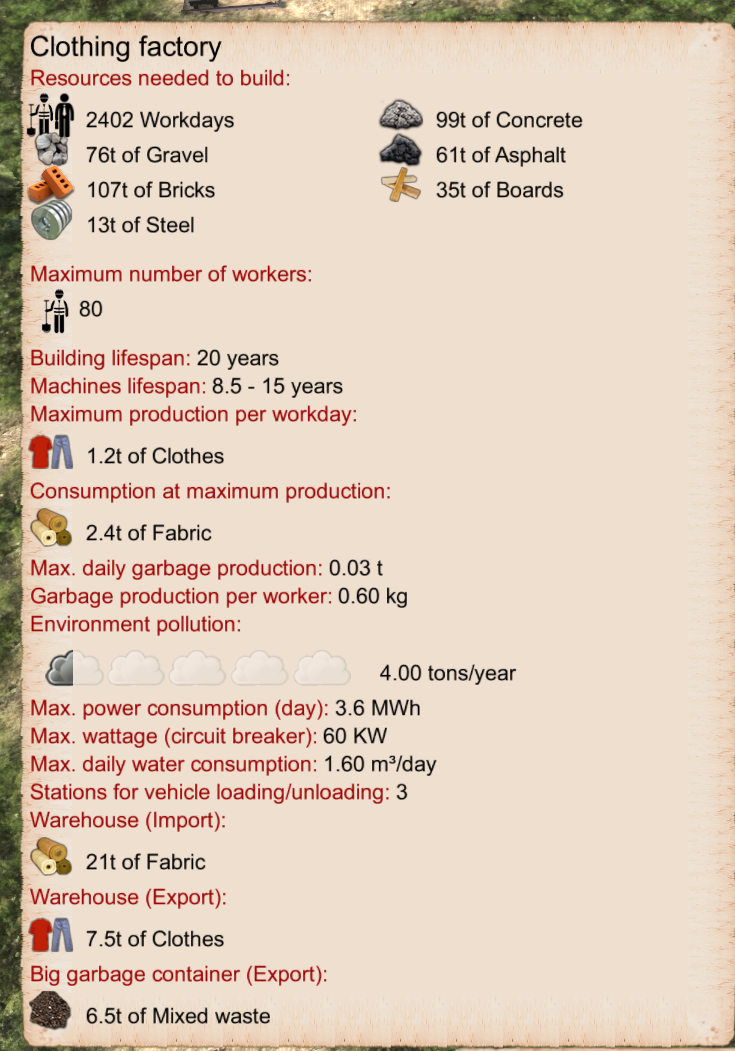 Clothing factory
Resources needed to build:
2402 Workdays 99t of Concrete
76t of Gravel 61t of Asphalt
107t of Bricks 35t of Boards
13t of Steel
Maximum number of workers:
80
Building lifespan: 20 years
Machines lifespan: 8.5 - 15 years
Maximum production per workday:
1.2t of Clothes
Consumption at maximum production:
2.4t of Fabric
Max. daily garbage production: 0.03 t
Garbage production per worker: 0.60 kg
Environment pollution:
4.00 tons/year
Max. power consumption (day): 3.6 MWh
Max. wattage (circuit breaker): 60 KW
Max. daily water consumption: 1.60 m³/day
Stations for vehicle loading/unloading: 3
Warehouse (Import):
21t of Fabric
Warehouse (Export):
7.5t of Clothes
Big garbage container (Export):
6.5t of Mixed waste